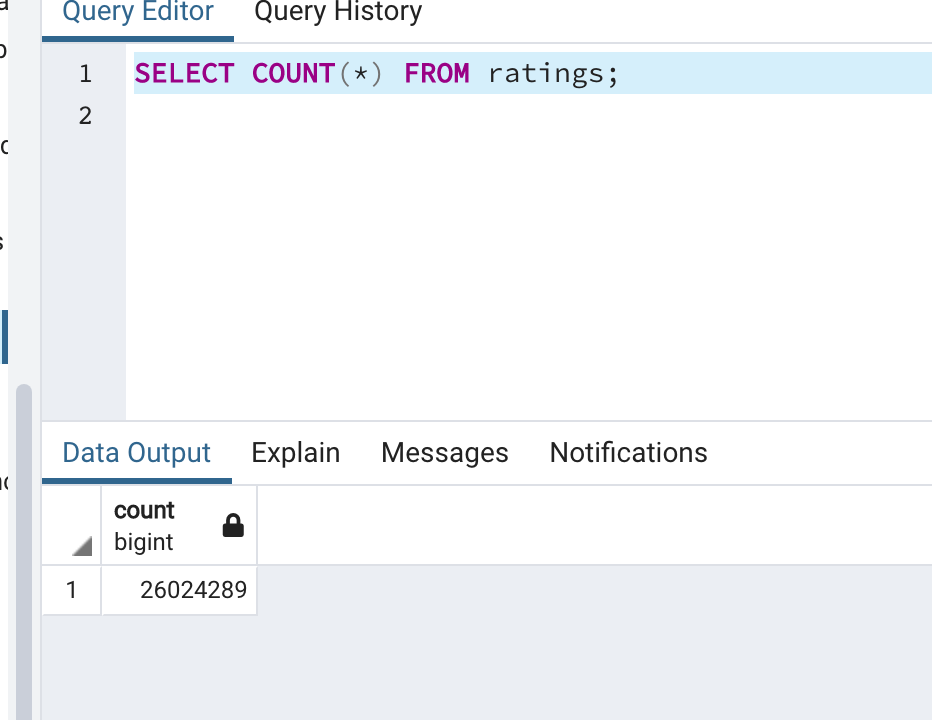 Query Editor Query History
1 SELECT COUNT(*) FROM ratings;
2
Data Output Explain Messages Notifications
count
bigint
1 26024289